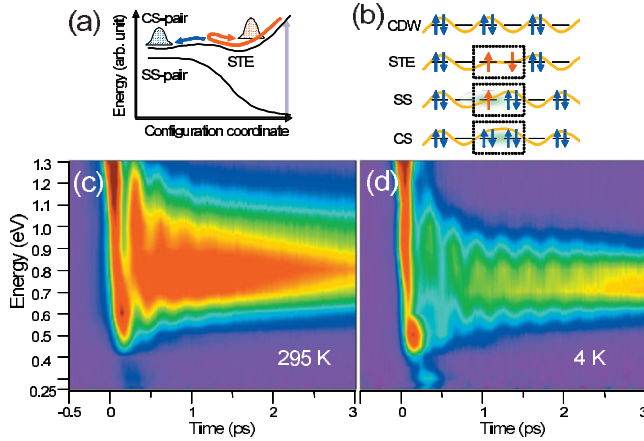 (a)
CS-pair
STE
SS-pair
Energy (arb. unit)
Configuration coordinate
(b)
CDW
STE
SS
CS
(c)
1.3
1.2
1.1
1.0
0.9
0.8
0.7
0.6
0.5
0.4
0.25
Energy (eV)
295 K
-0.5 0 1 2 3
Time (ps)
(d)
4 K
0 1 2 3
Time (ps)